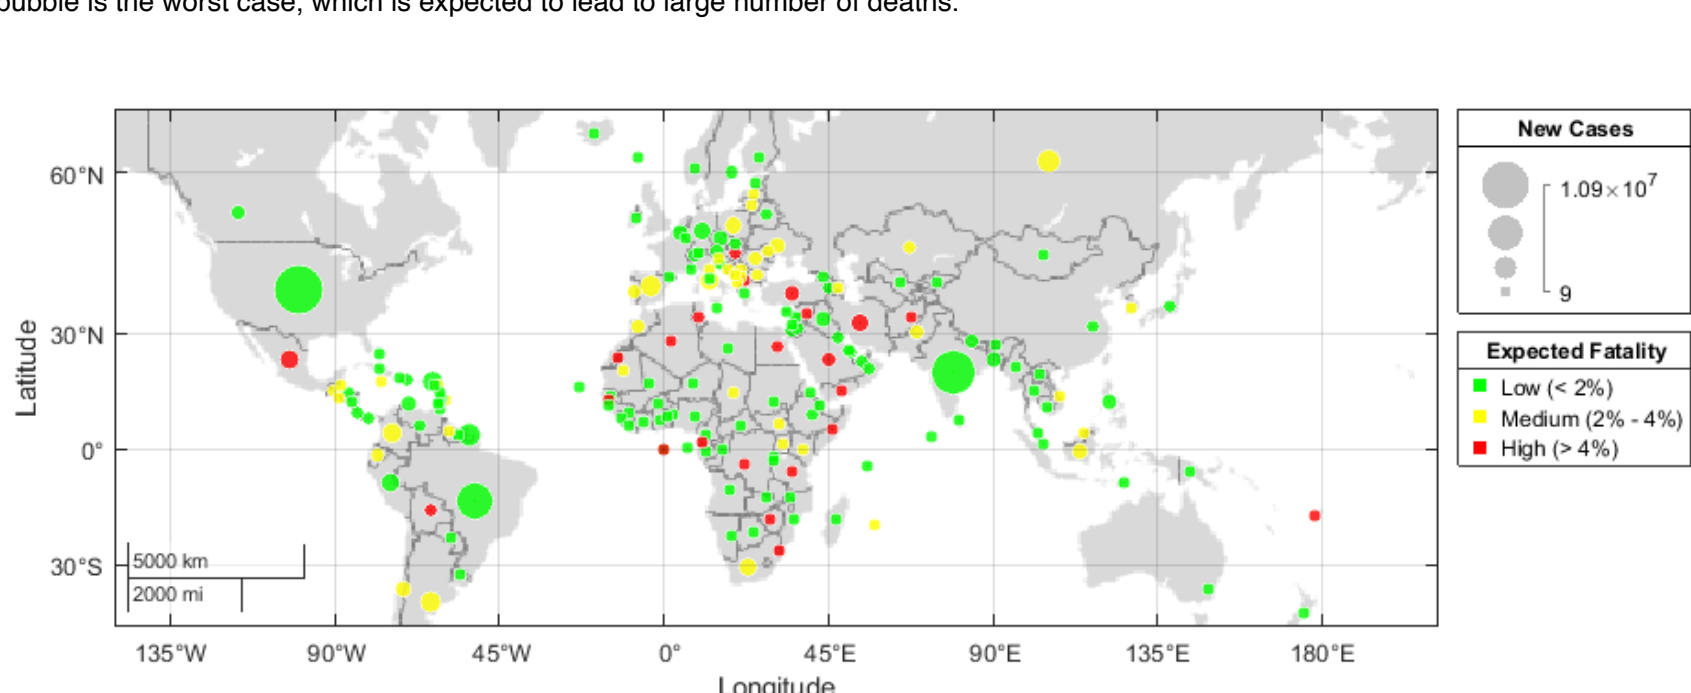 bubble is the worst case, which is expected to lead to large number of deaths.
New Cases
1.09×10⁷
9
Expected Fatality
Low (< 2%)
Medium (2% - 4%)
High (> 4%)
Latitude
60°N
30°N
0°
30°S
5000 km
2000 mi
135°W 90°W 45°W 0° 45°E 90°E 135°E 180°E
Longitude